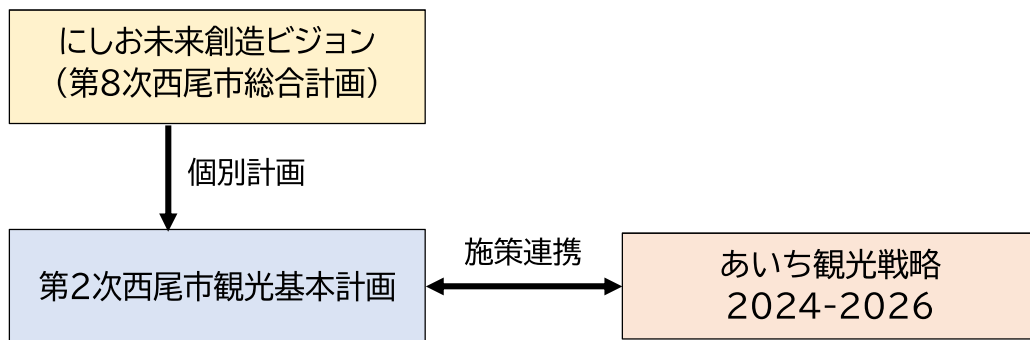 にしお未来創造ビジョン
（第8次西尾市総合計画）
個別計画
第2次西尾市観光基本計画
施策連携
あいち観光戦略
2024-2026